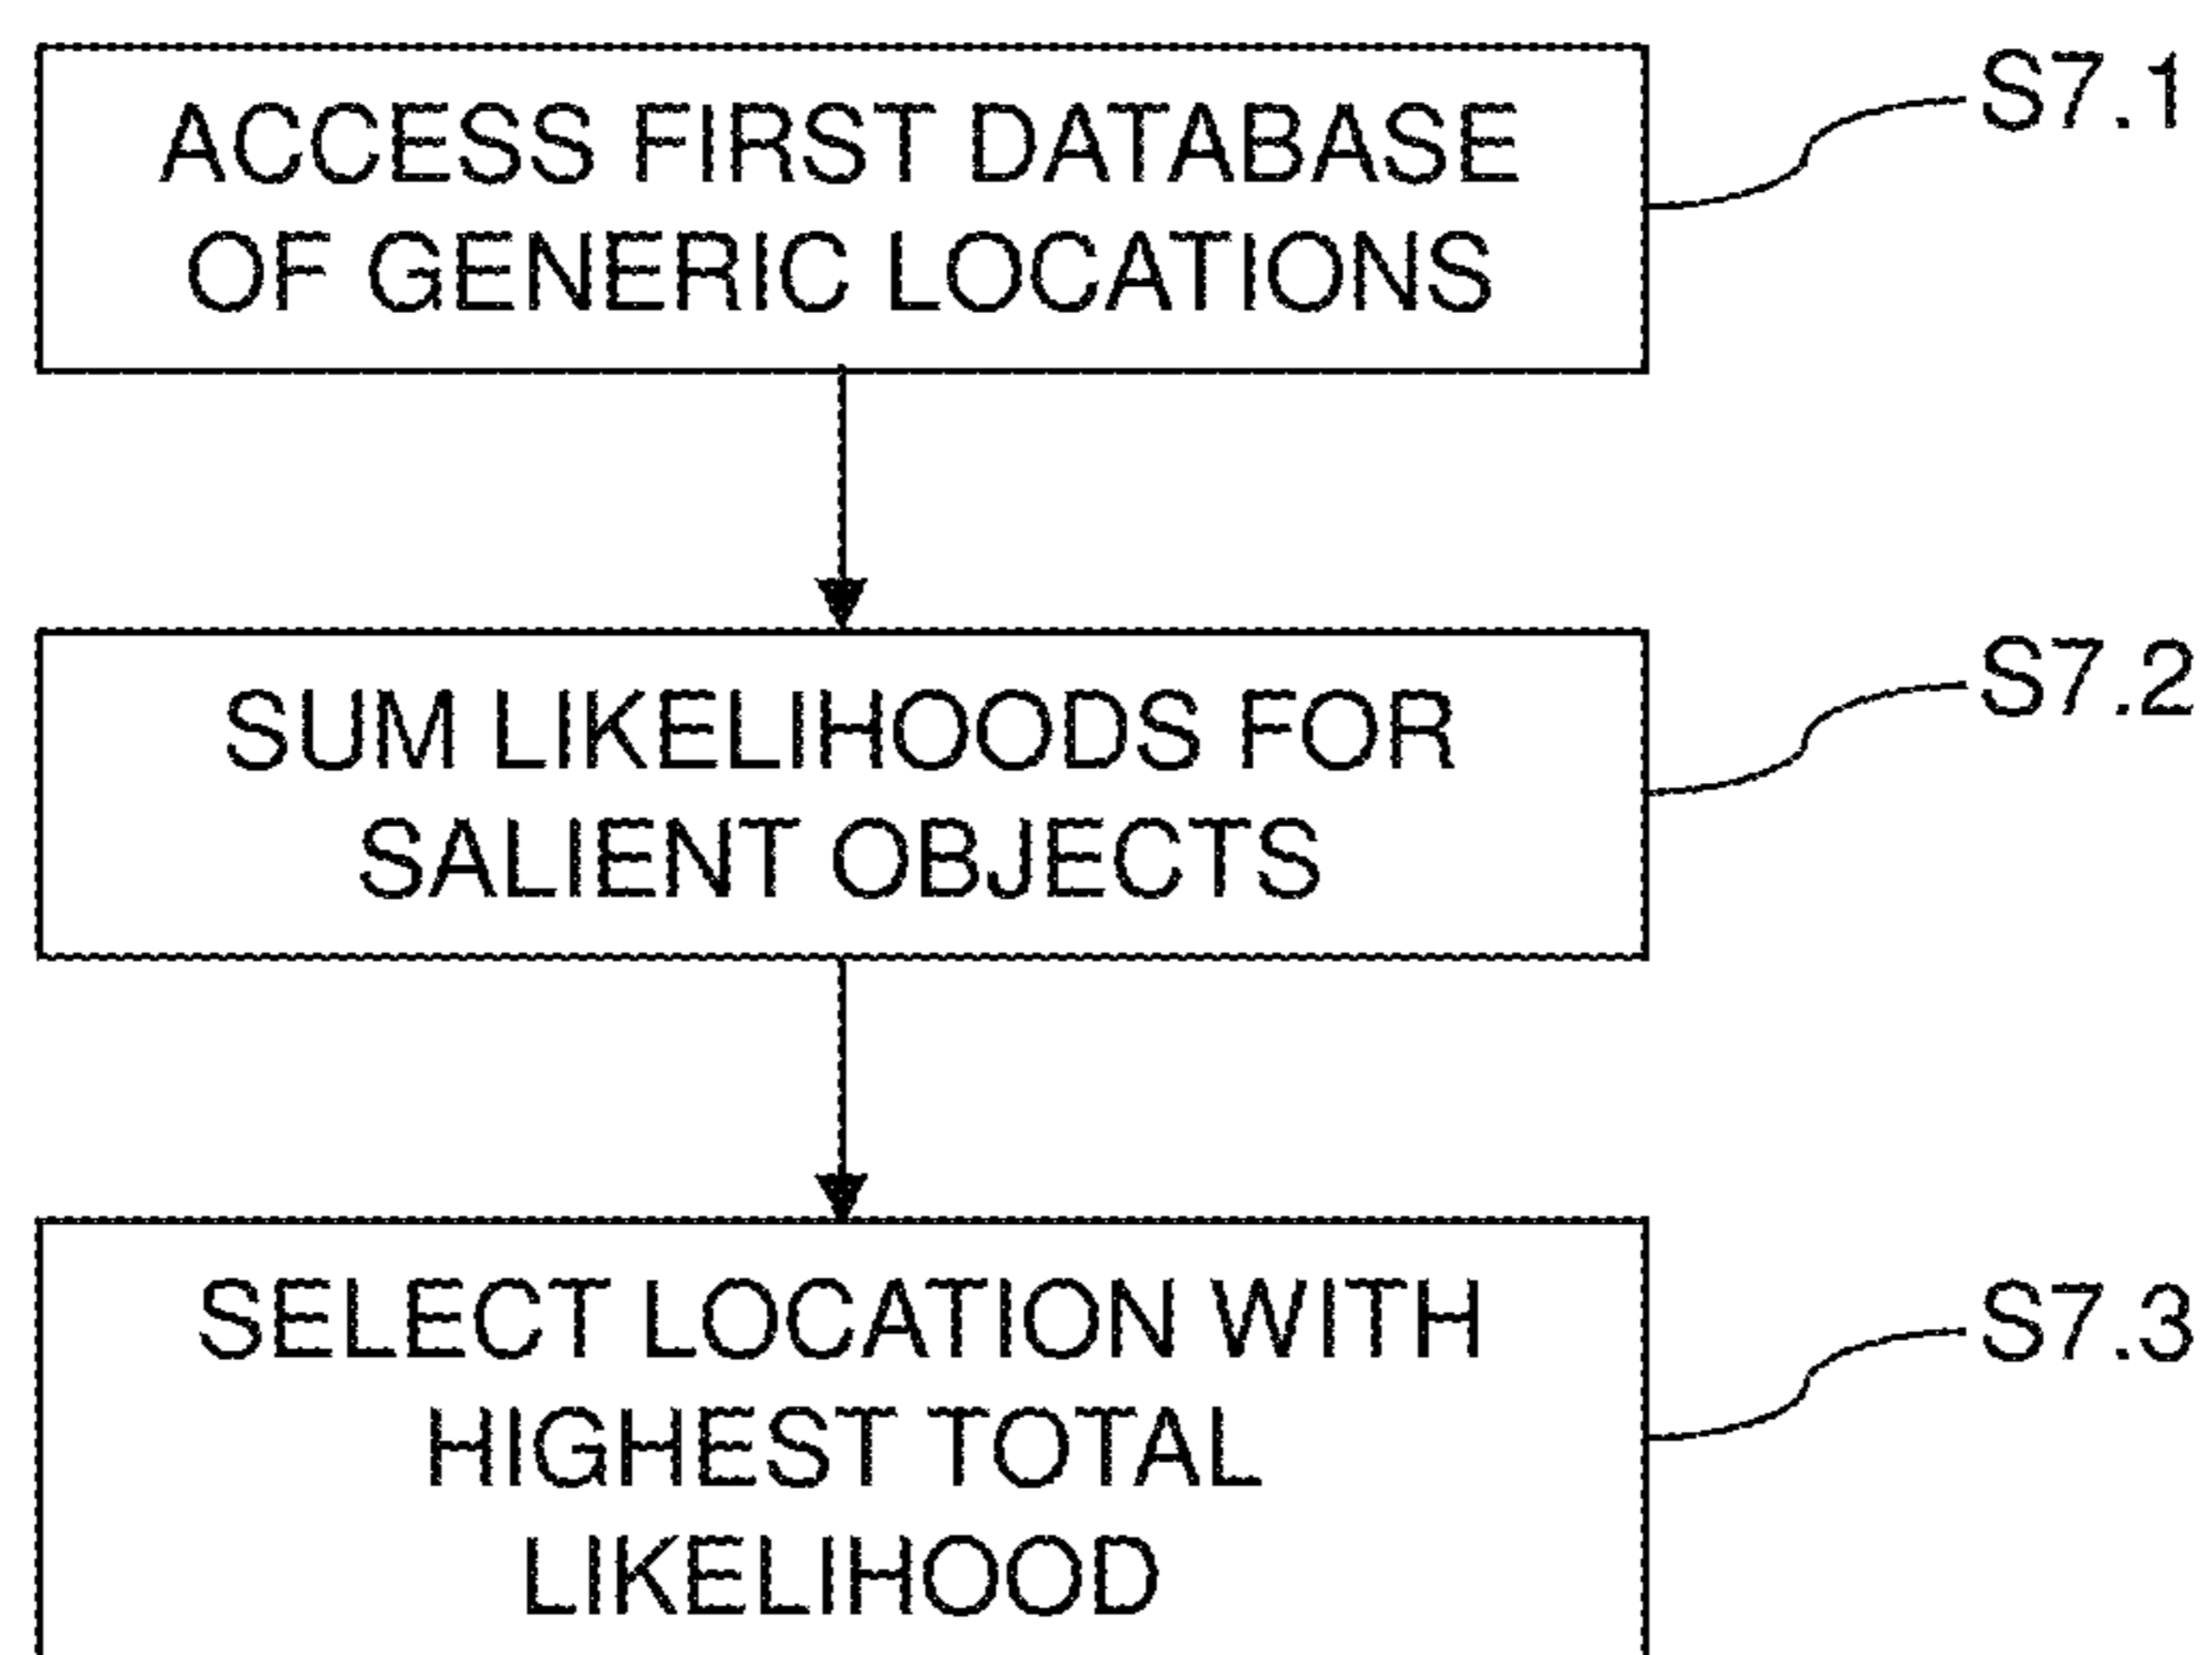 ACCESS FIRST DATABASE
OF GENERIC LOCATIONS
S7.1
SUM LIKELIHOODS FOR
SALIENT OBJECTS
S7.2
SELECT LOCATION WITH
HIGHEST TOTAL
LIKELIHOOD
S7.3